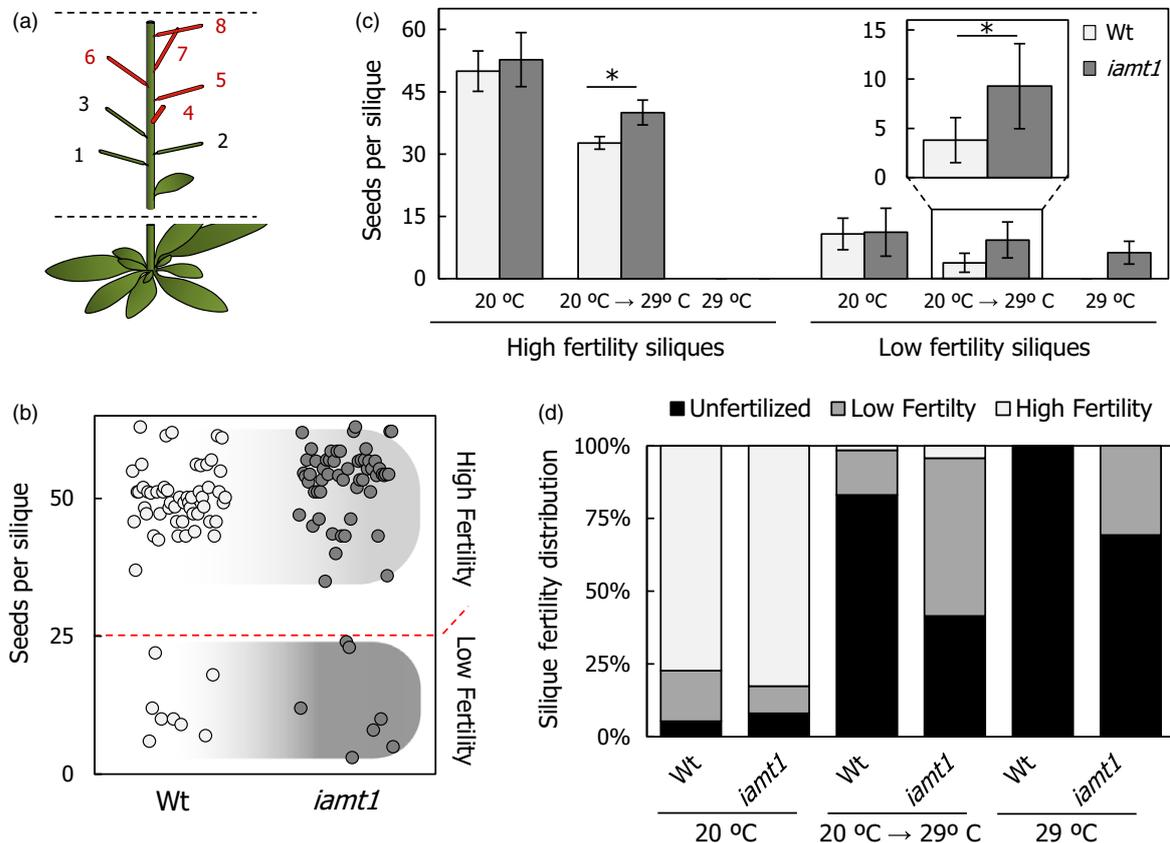 (a)
8
7
6
5
4
3
2
1
(c)
Seeds per silique
60
45
30
15
0
* 
15
10
5
0
*
Wt
iamt1
20 ºC 20 ºC → 29º C 29 ºC
High fertility siliques
20 ºC 20 ºC → 29º C 29 ºC
Low fertility siliques
(b)
Seeds per silique
50
25
0
High Fertility
Low Fertility
Wt iamt1
(d)
Unfertilized Low Fertilty High Fertility
Silique fertility distribution
100%
75%
50%
25%
0%
Wt iamt1 Wt iamt1 Wt iamt1
20 ºC 20 ºC → 29º C 29 ºC